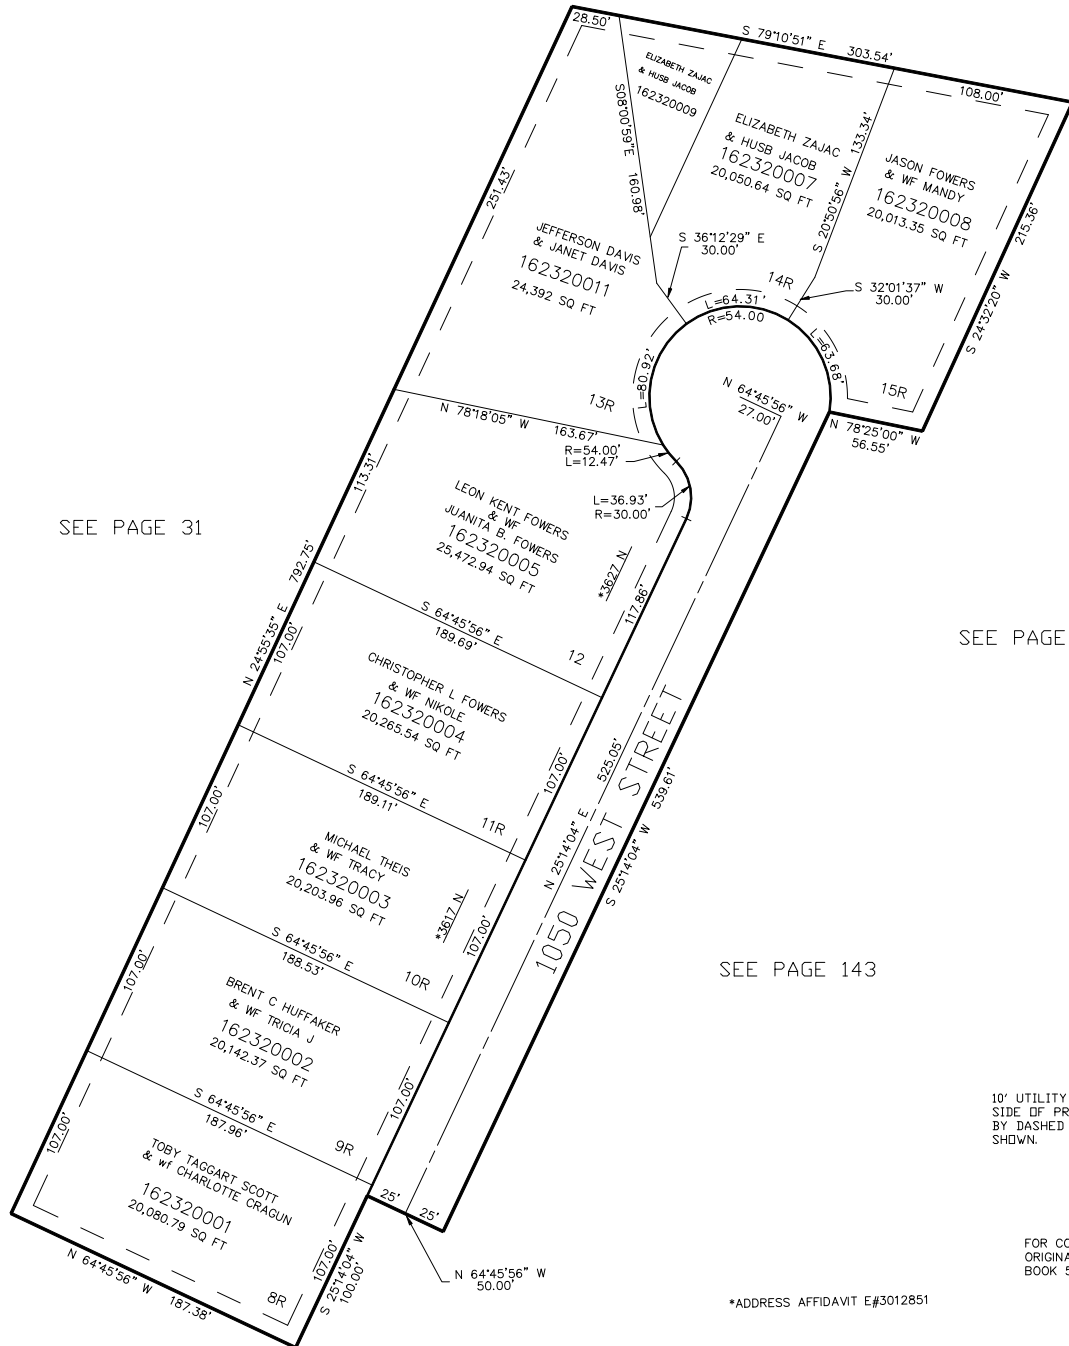 28.50'
S 79°10'51" E 303.54'
108.00'
ELIZABETH ZAJAC
& HUSB JACOB
162320009
S08°00'59"E 160.98'
ELIZABETH ZAJAC
& HUSB JACOB
162320007
20,050.64 SQ FT
S 20°50'56" W 133.34'
JASON FOWERS
& WF MANDY
162320008
20,013.35 SQ FT
215.36'
S 24°32'20" W
251.43'
JEFFERSON DAVIS
& JANET DAVIS
162320011
24,392 SQ FT
S 36°12'29" E
30.00'
14R
S 32°01'37" W
30.00'
L=64.31'
R=54.00
L=63.68'
L=80.92'
15R
13R
N 64°45'56" W
27.00'
N 78°25'00" W
56.55'
N 78°18'05" W 163.67'
R=54.00'
L=12.47'
L=36.93'
R=30.00'
113.31'
LEON KENT FOWERS
& WF
JUANITA B. FOWERS
162320005
25,472.94 SQ FT
*3627 N
117.86'
SEE PAGE 31
792.75'
N 24°55'35" E
107.00'
S 64°45'56" E
189.69'
12
SEE PAGE
CHRISTOPHER L FOWERS
& WF NIKOLE
162320004
20,265.54 SQ FT
107.00'
S 64°45'56" E
189.11'
11R
525.05'
N 25°14'04" E
1050 WEST STREET
539.61'
S 25°14'04" W
107.00'
MICHAEL THEIS
& WF TRACY
162320003
20,203.96 SQ FT
*3617 N
107.00'
S 64°45'56" E
188.53'
10R
SEE PAGE 143
107.00'
BRENT C HUFFAKER
& WF TRICIA J
162320002
20,142.37 SQ FT
107.00'
S 64°45'56" E
187.96'
9R
107.00'
TOBY TAGGART SCOTT
& wf CHARLOTTE CRAGUN
162320001
20,080.79 SQ FT
107.00'
S 25°14'04" W
100.00'
8R
N 64°45'56" W 187.38'
25'
25'
N 64°45'56" W
50.00'
10' UTILITY
SIDE OF PR
BY DASHED
SHOWN.
FOR CO
ORIGINA
BOOK 5
*ADDRESS AFFIDAVIT E#3012851